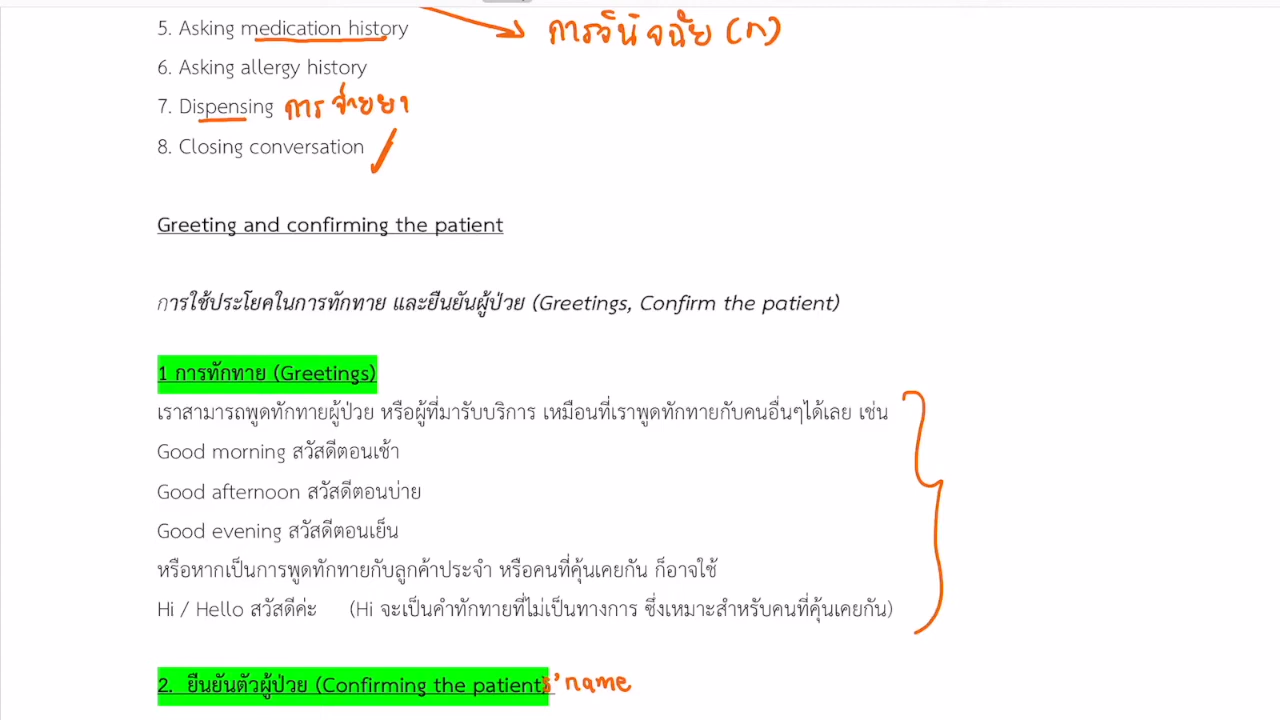 5. Asking medication history
การวินิจฉัย (n)
6. Asking allergy history
7. Dispensing การจ่ายยา
8. Closing conversation
Greeting and confirming the patient
การใช้ประโยคในการทักทาย และยืนยันผู้ป่วย (Greetings, Confirm the patient)
1 การทักทาย (Greetings)
เราสามารถพูดทักทายผู้ป่วย หรือผู้ที่มารับบริการ เหมือนที่เราพูดทักทายกับคนอื่นๆได้เลย เช่น
Good morning สวัสดีตอนเช้า
Good afternoon สวัสดีตอนบ่าย
Good evening สวัสดีตอนเย็น
หรือหากเป็นการพูดทักทายกับลูกค้าประจำ หรือคนที่คุ้นเคยกัน ก็อาจใช้
Hi / Hello สวัสดีค่ะ (Hi จะเป็นคำทักทายที่ไม่เป็นทางการ ซึ่งเหมาะสำหรับคนที่คุ้นเคยกัน)
2. ยืนยันตัวผู้ป่วย (Confirming the patient)s' name